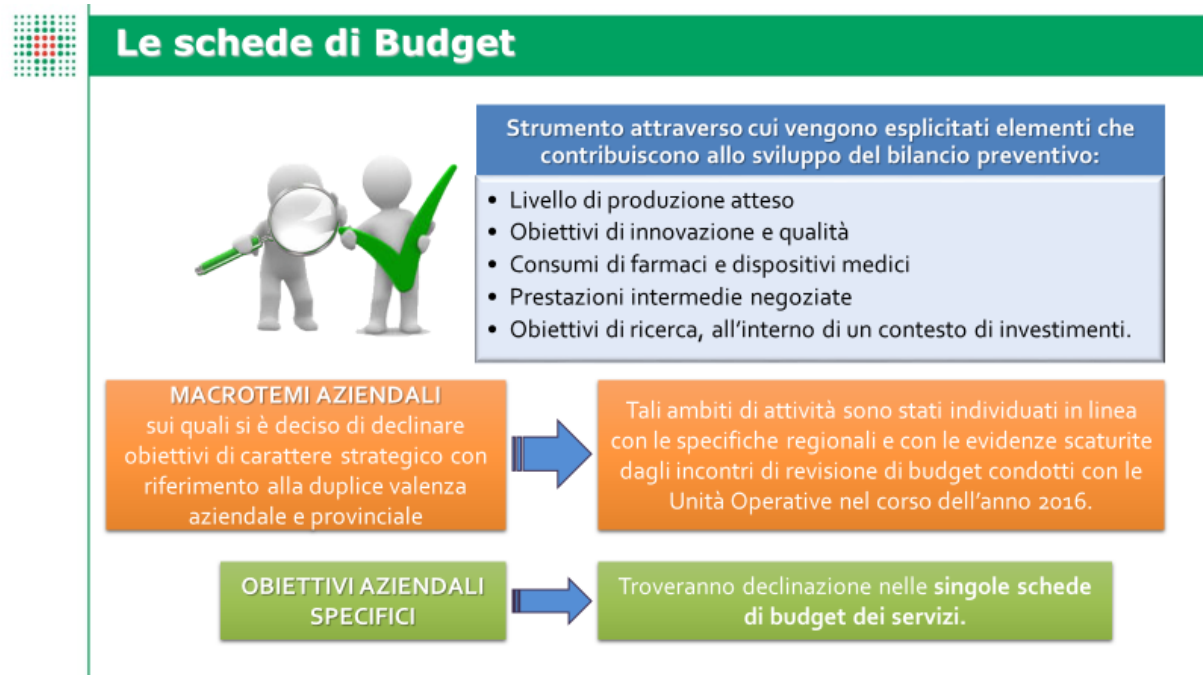 Le schede di Budget
Strumento attraverso cui vengono esplicitati elementi che
contribuiscono allo sviluppo del bilancio preventivo:
• Livello di produzione atteso
• Obiettivi di innovazione e qualità
• Consumi di farmaci e dispositivi medici
• Prestazioni intermedie negoziate
• Obiettivi di ricerca, all’interno di un contesto di investimenti.
MACROTEMI AZIENDALI
sui quali si è deciso di declinare
obiettivi di carattere strategico con
riferimento alla duplice valenza
aziendale e provinciale
Tali ambiti di attività sono stati individuati in linea
con le specifiche regionali e con le evidenze scaturite
dagli incontri di revisione di budget condotti con le
Unità Operative nel corso dell’anno 2016.
OBIETTIVI AZIENDALI
SPECIFICI
Troveranno declinazione nelle singole schede
di budget dei servizi.